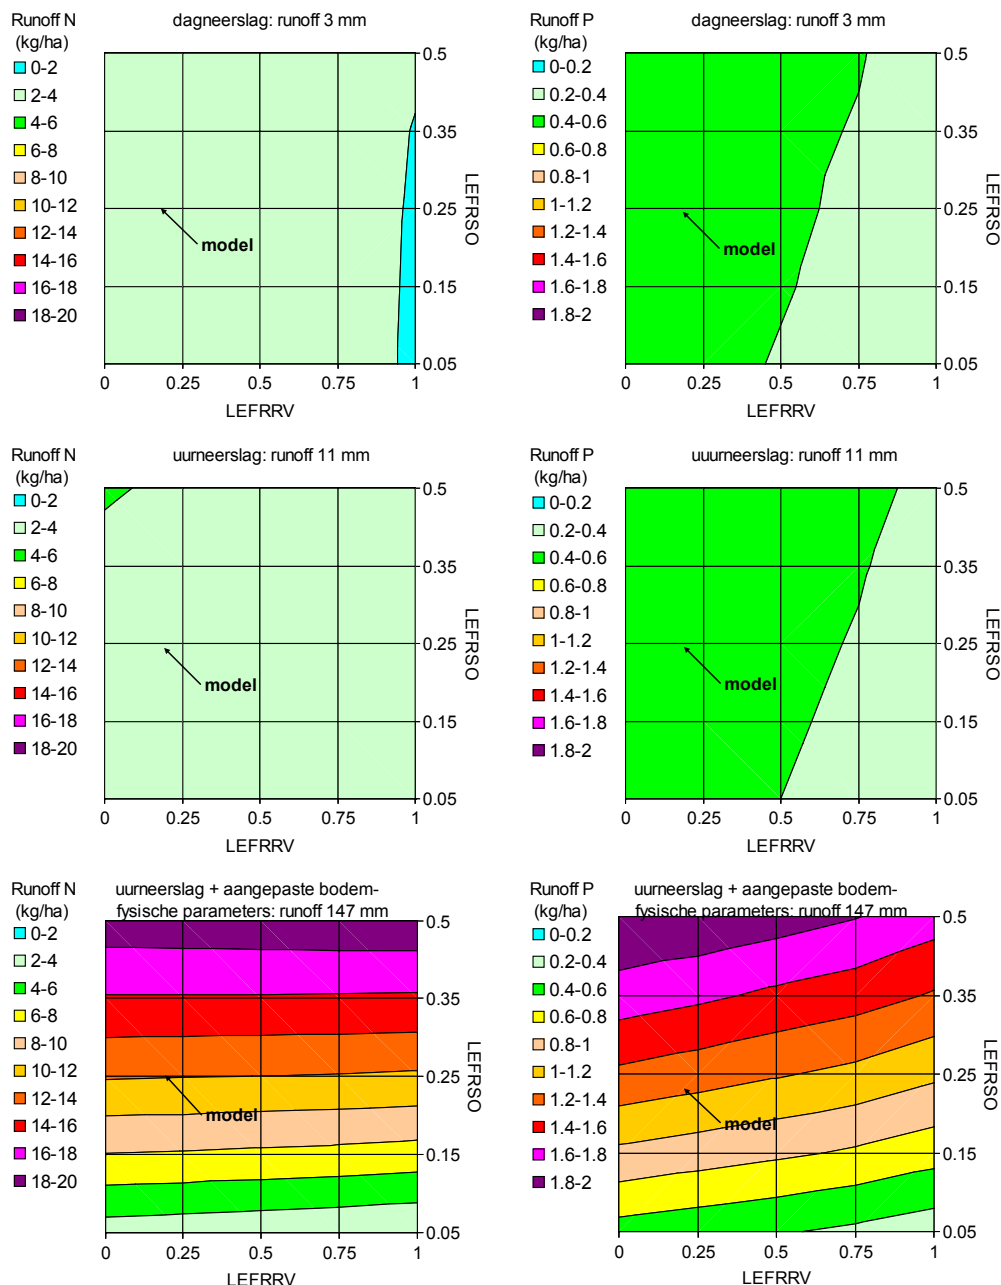 Runoff N
(kg/ha)
0-2
2-4
4-6
6-8
8-10
10-12
12-14
14-16
16-18
18-20
dagneerslag: runoff 3 mm
0.5
0.35
0.25
0.15
0.05
LEFRSO
model
0 0.25 0.5 0.75 1
LEFRRV
Runoff P
(kg/ha)
0-0.2
0.2-0.4
0.4-0.6
0.6-0.8
0.8-1
1-1.2
1.2-1.4
1.4-1.6
1.6-1.8
1.8-2
dagneerslag: runoff 3 mm
0.5
0.35
0.25
0.15
0.05
LEFRSO
model
0 0.25 0.5 0.75 1
LEFRRV
Runoff N
(kg/ha)
0-2
2-4
4-6
6-8
8-10
10-12
12-14
14-16
16-18
18-20
uurneerslag: runoff 11 mm
0.5
0.35
0.25
0.15
0.05
LEFRSO
model
0 0.25 0.5 0.75 1
LEFRRV
Runoff P
(kg/ha)
0-0.2
0.2-0.4
0.4-0.6
0.6-0.8
0.8-1
1-1.2
1.2-1.4
1.4-1.6
1.6-1.8
1.8-2
uuurneerslag: runoff 11 mm
0.5
0.35
0.25
0.15
0.05
LEFRSO
model
0 0.25 0.5 0.75 1
LEFRRV
Runoff N
(kg/ha)
0-2
2-4
4-6
6-8
8-10
10-12
12-14
14-16
16-18
18-20
uurneerslag + aangepaste bodem-
fysische parameters: runoff 147 mm
0.5
0.35
0.25
0.15
0.05
LEFRSO
model
0 0.25 0.5 0.75 1
LEFRRV
Runoff P
(kg/ha)
0-0.2
0.2-0.4
0.4-0.6
0.6-0.8
0.8-1
1-1.2
1.2-1.4
1.4-1.6
1.6-1.8
1.8-2
uurneerslag + aangepaste bodem-
fysische parameters: runoff 147 mm
0.5
0.35
0.25
0.15
0.05
LEFRSO
model
0 0.25 0.5 0.75 1
LEFRRV